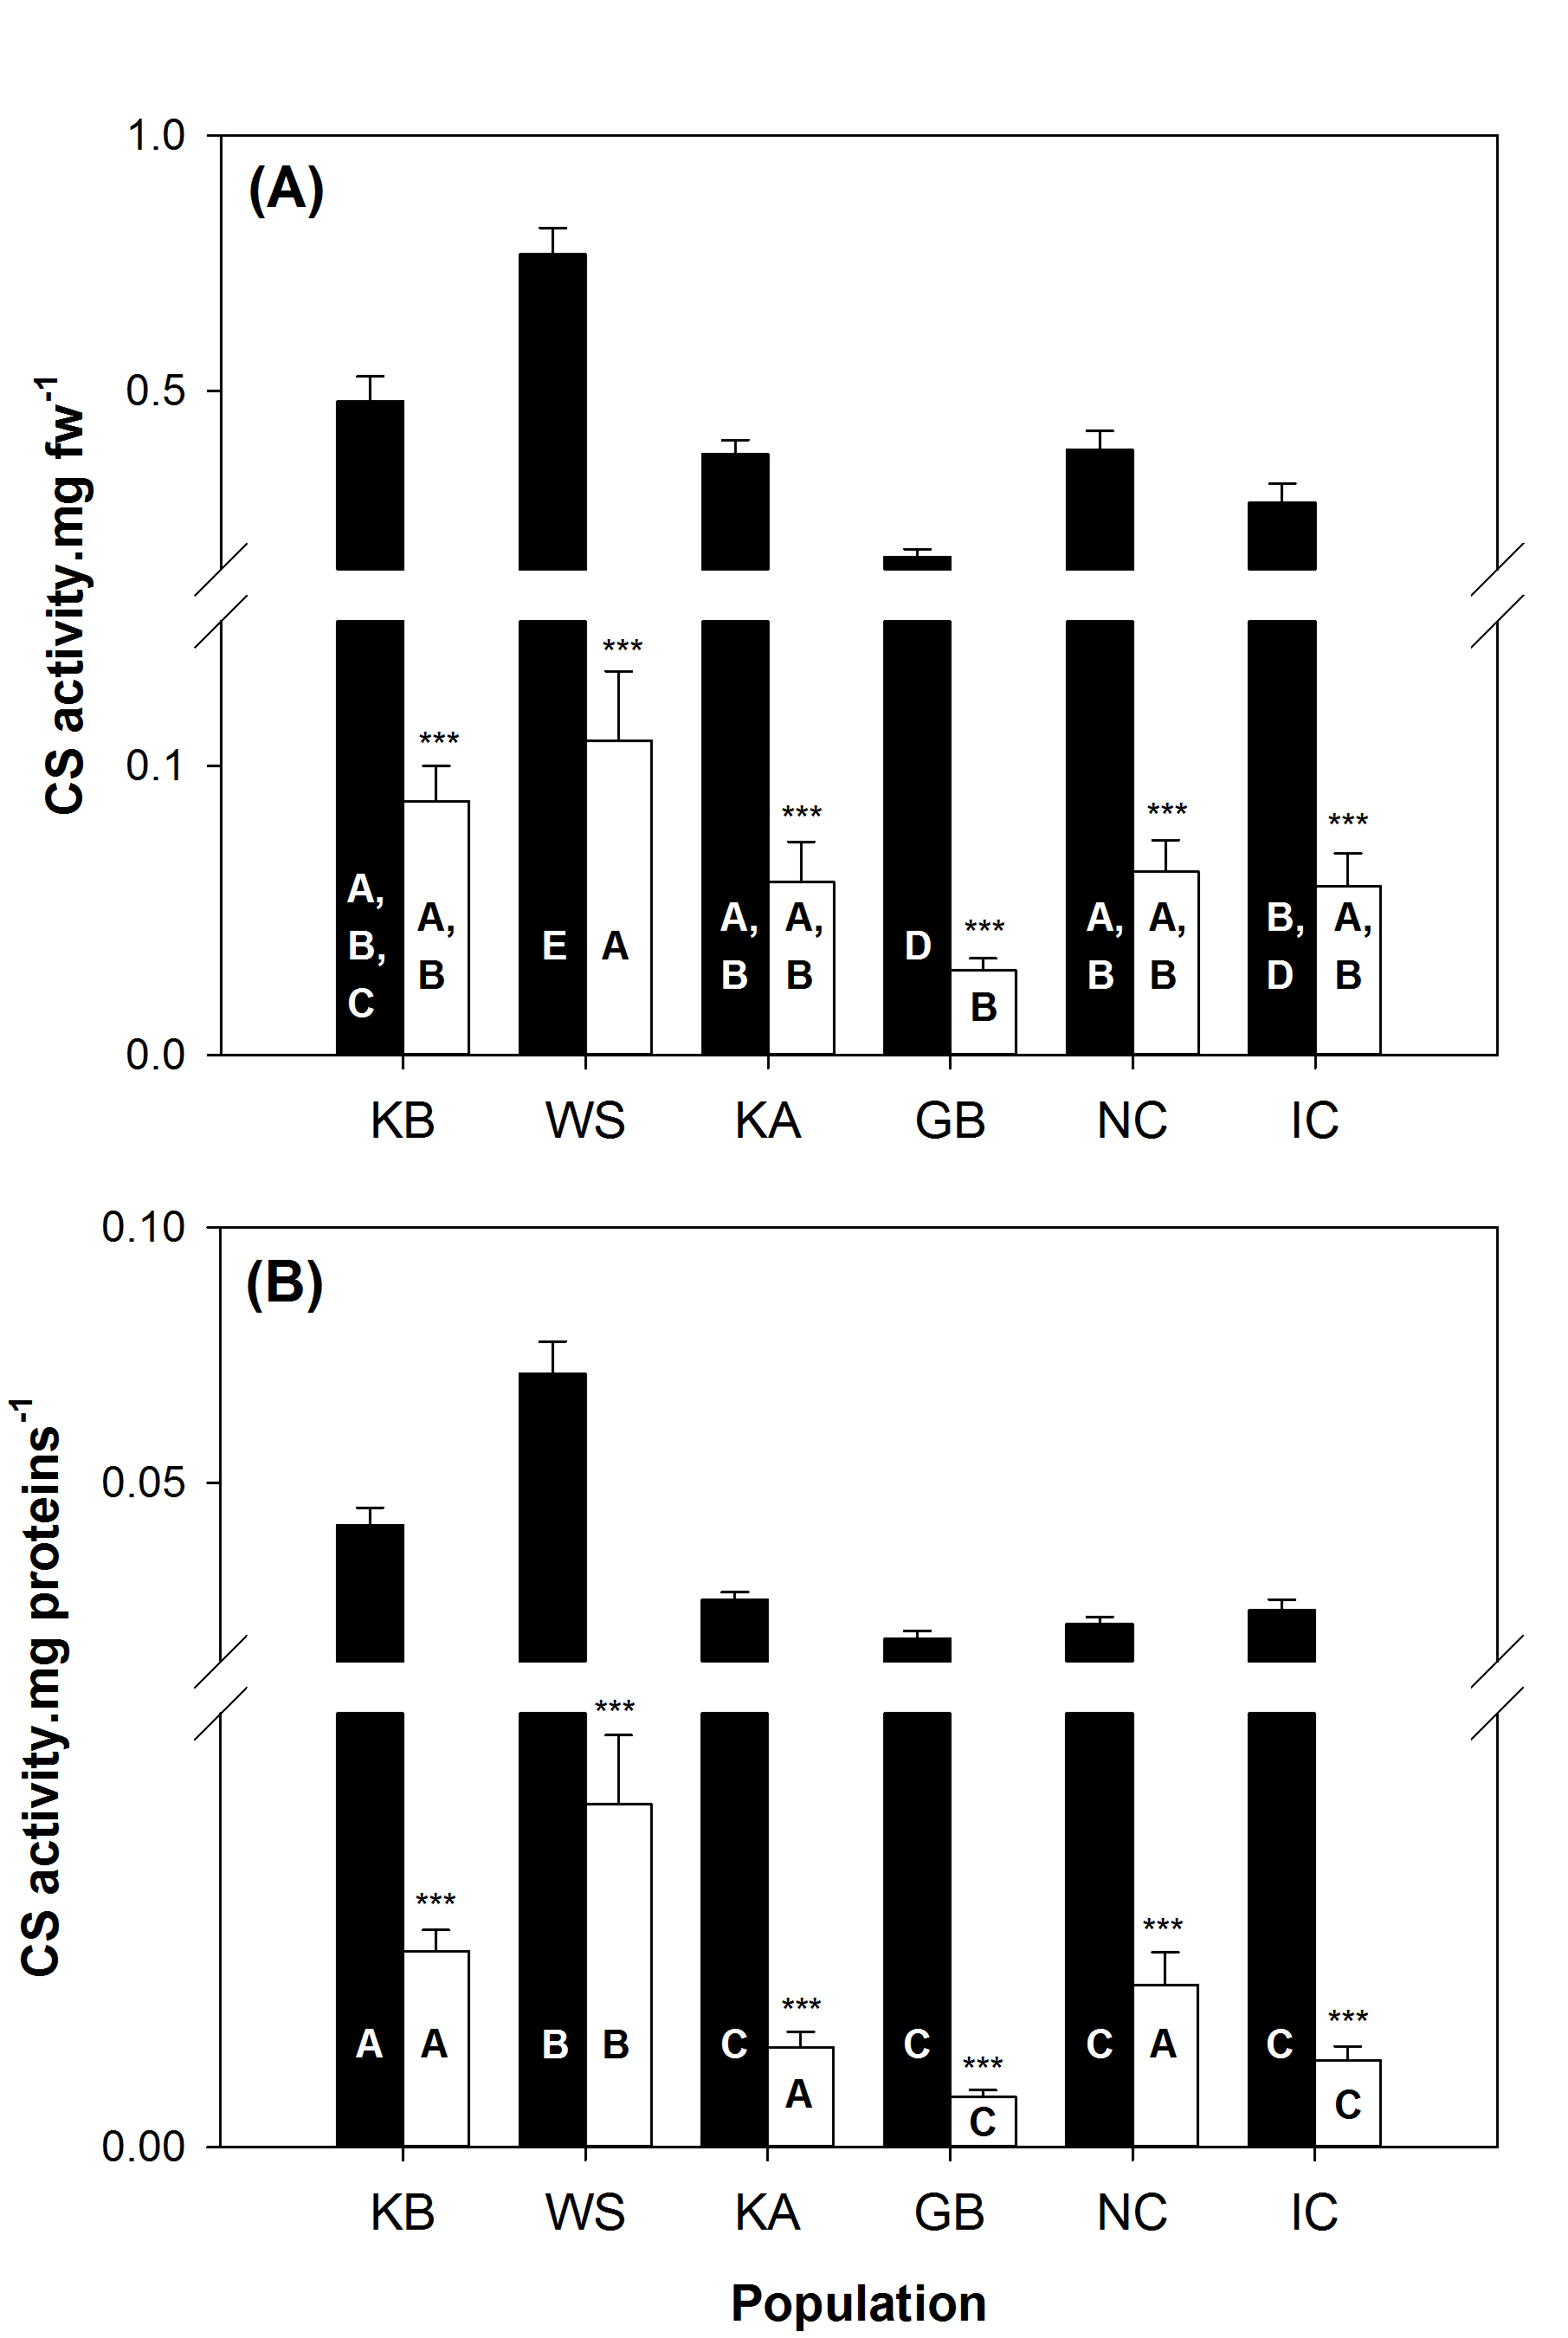 1.0
(A)
0.5
CS activity.mg fw-1
0.1
0.0
***
***
***
***
***
***
A,
B,
C
A,
B
E
A
A,
B
A,
B
D
B
A,
B
A,
B
B,
D
A,
B
KB WS KA GB NC IC
0.10
(B)
0.05
CS activity.mg proteins-1
0.00
***
***
***
***
***
***
A A B B C A C C C A C C
KB WS KA GB NC IC
Population